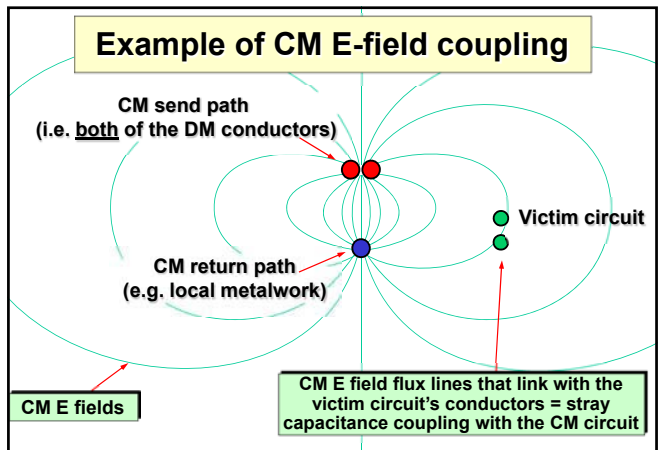 Example of CM E-field coupling
CM send path
(i.e. both of the DM conductors)
Victim circuit
CM return path
(e.g. local metalwork)
CM E fields
CM E field flux lines that link with the
victim circuit's conductors = stray
capacitance coupling with the CM circuit